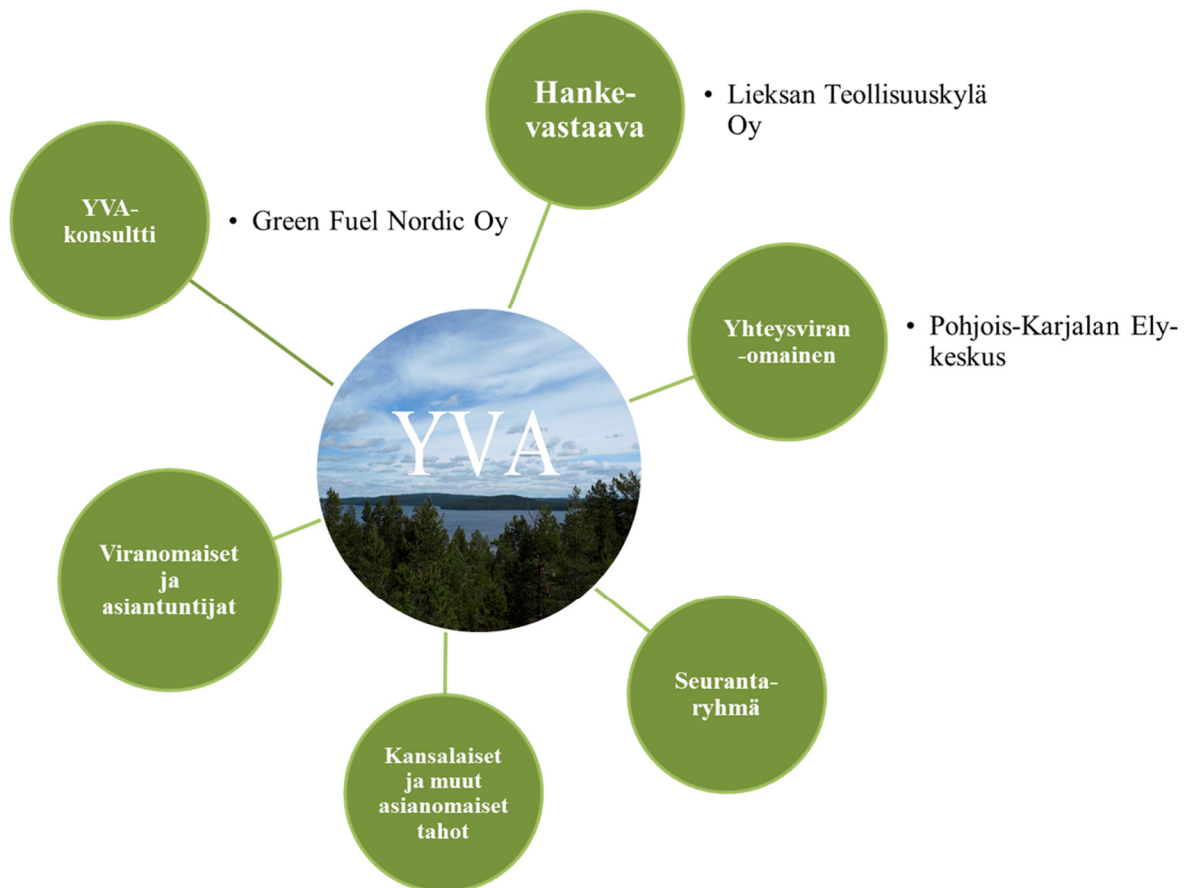 Hanke-
vastaava
• Lieksan Teollisuuskylä
Oy
YVA-
konsultti
• Green Fuel Nordic Oy
Yhteysviran
-omainen
• Pohjois-Karjalan Ely-
keskus
YVA
Viranomaiset
ja
asiantuntijat
Seuranta-
ryhmä
Kansalaiset
ja muut
asianomaiset
tahot